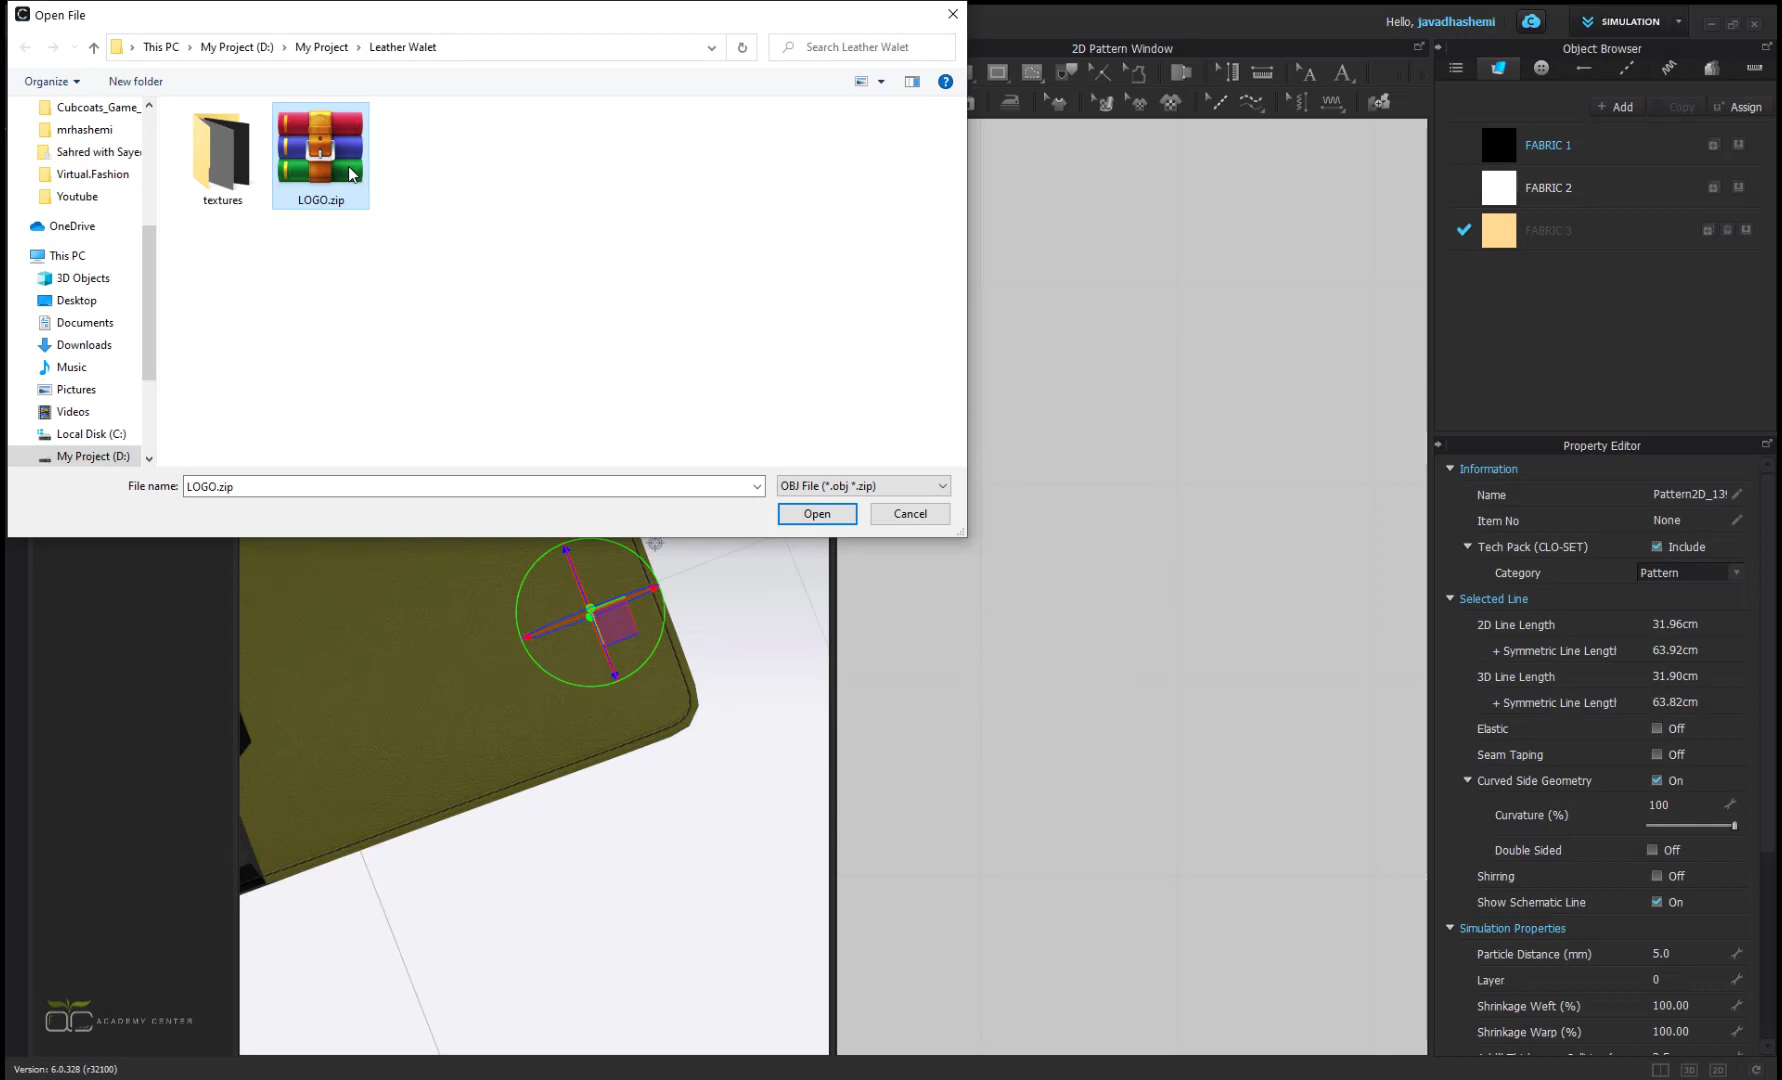 Open File
Hello, javadhashemi
SIMULATION
This PC
My Project (D:)
My Project
Leather Walet
Search Leather Walet
2D Pattern Window
Object Browser
Organize
New folder
Add
Copy
Assign
Cubcoats_Game_
mrhashemi
Sahred with Saye
Virtual.Fashion
Youtube
OneDrive
This PC
3D Objects
Desktop
Documents
Downloads
Music
Pictures
Videos
Local Disk (C:)
My Project (D:)
textures
LOGO.zip
FABRIC 1
FABRIC 2
FABRIC 3
File name:
LOGO.zip
OBJ File (*.obj *.zip)
Open
Cancel
Property Editor
Information
Name
Pattern2D_139
Item No
None
Tech Pack (CLO-SET)
Include
Category
Pattern
Selected Line
2D Line Length
31.96cm
+ Symmetric Line Length
63.92cm
3D Line Length
31.90cm
+ Symmetric Line Length
63.82cm
Elastic
Off
Seam Taping
Off
Curved Side Geometry
On
Curvature (%)
100
Double Sided
Off
Shirring
Off
Show Schematic Line
On
Simulation Properties
Particle Distance (mm)
5.0
Layer
0
Shrinkage Weft (%)
100.00
Shrinkage Warp (%)
100.00
ACADEMY CENTER
Version: 6.0.328 (r32100)
3D
2D